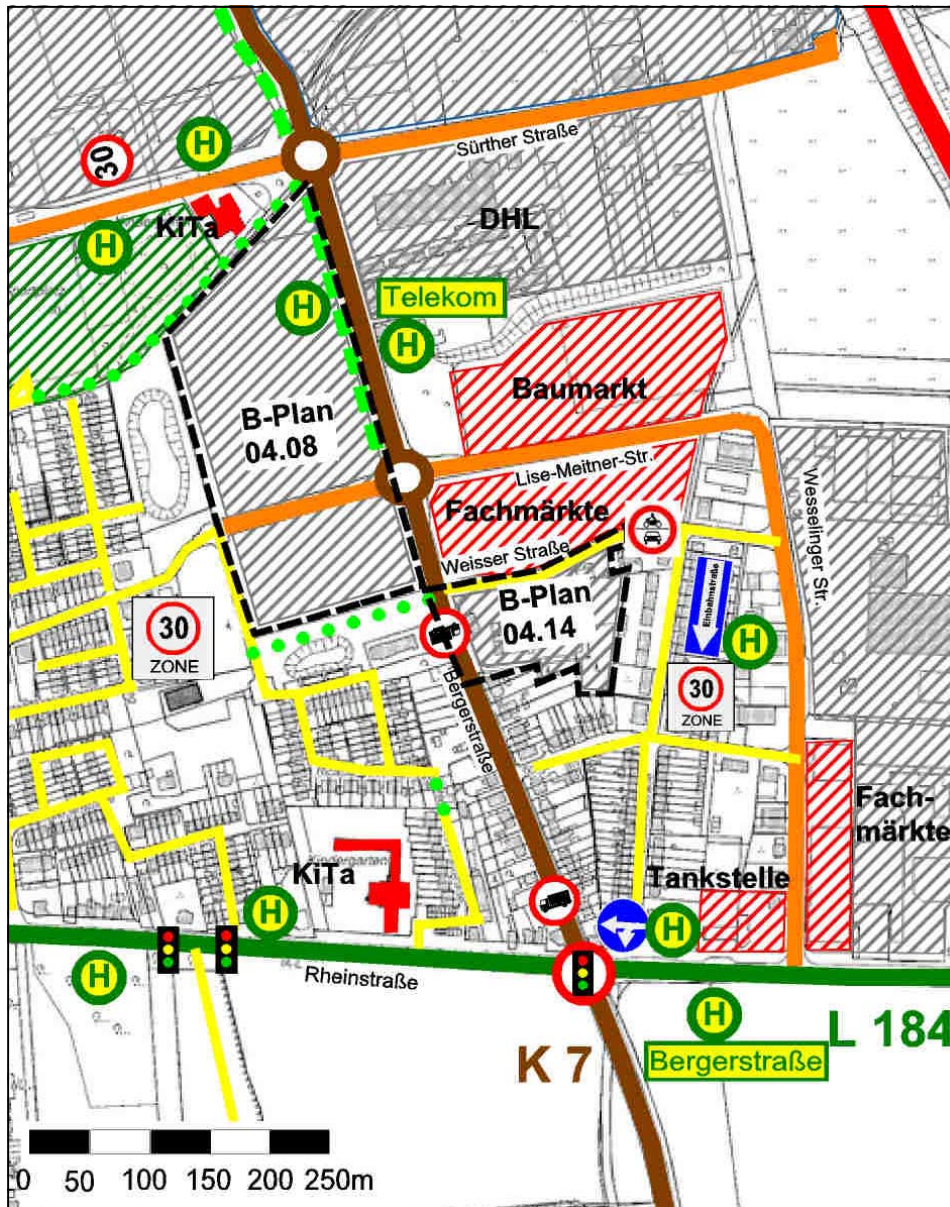 H
30
Sürther Straße
KiTa
H
DHL
H
Telekom
H
Baumarkt
B-Plan
04.08
Lise-Meitner-Str.
Fachmärkte
Wesselinger Str.
Weisser Straße
B-Plan
04.14
Einbahnstraße
30
ZONE
H
30
ZONE
Bergerstraße
Fach-
märkte
Kindergarten
KiTa
Tankstelle
H
H
H
Rheinstraße
H
L 184
K 7
Bergerstraße
0 50 100 150 200 250m